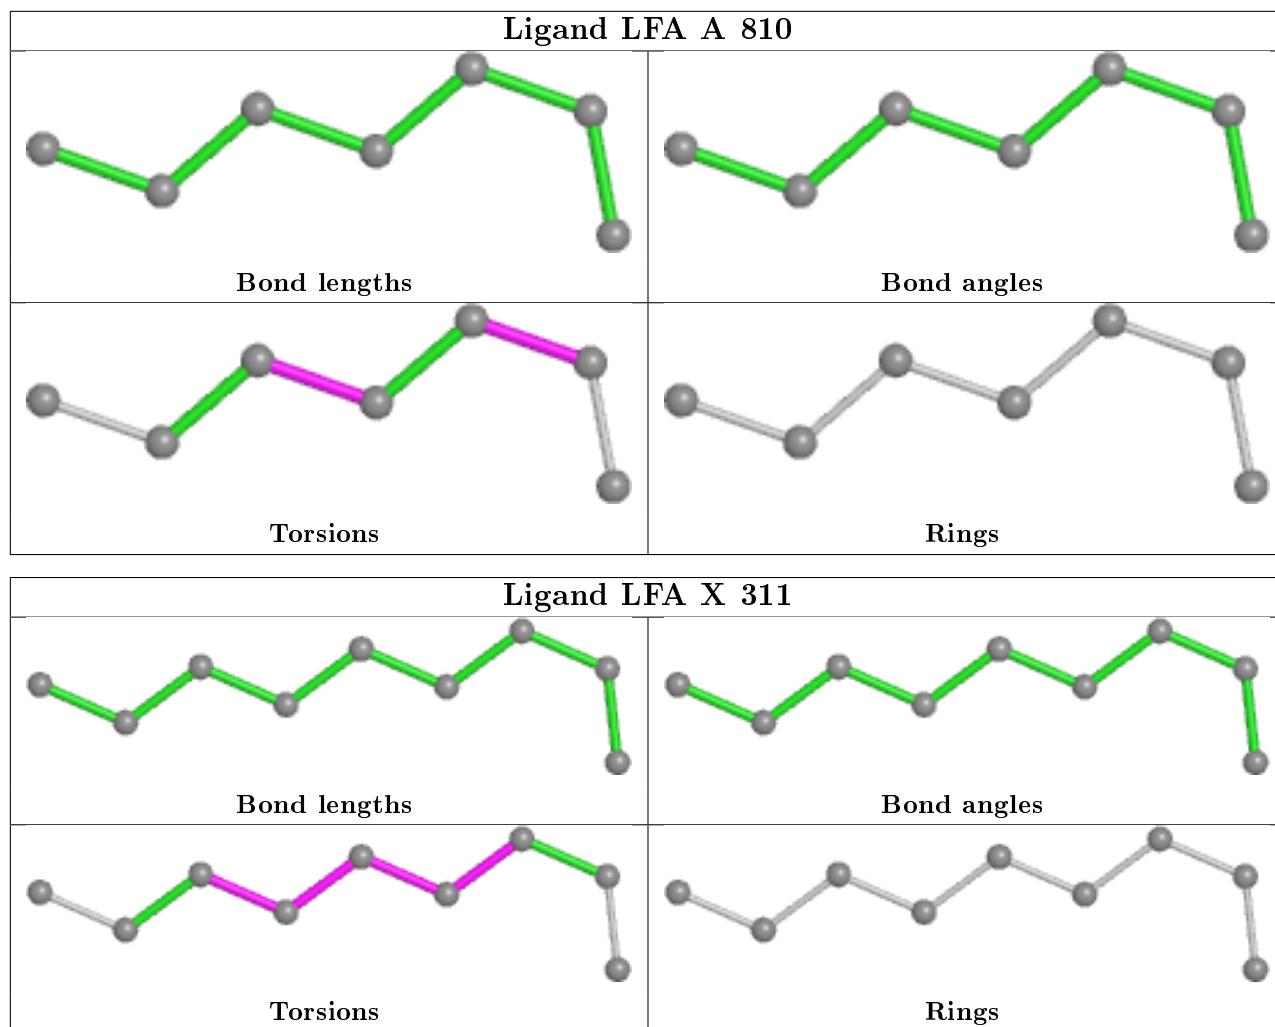 Ligand LFA A 810
Bond lengths
Bond angles
Torsions
Rings
Ligand LFA X 311
Bond lengths
Bond angles
Torsions
Rings